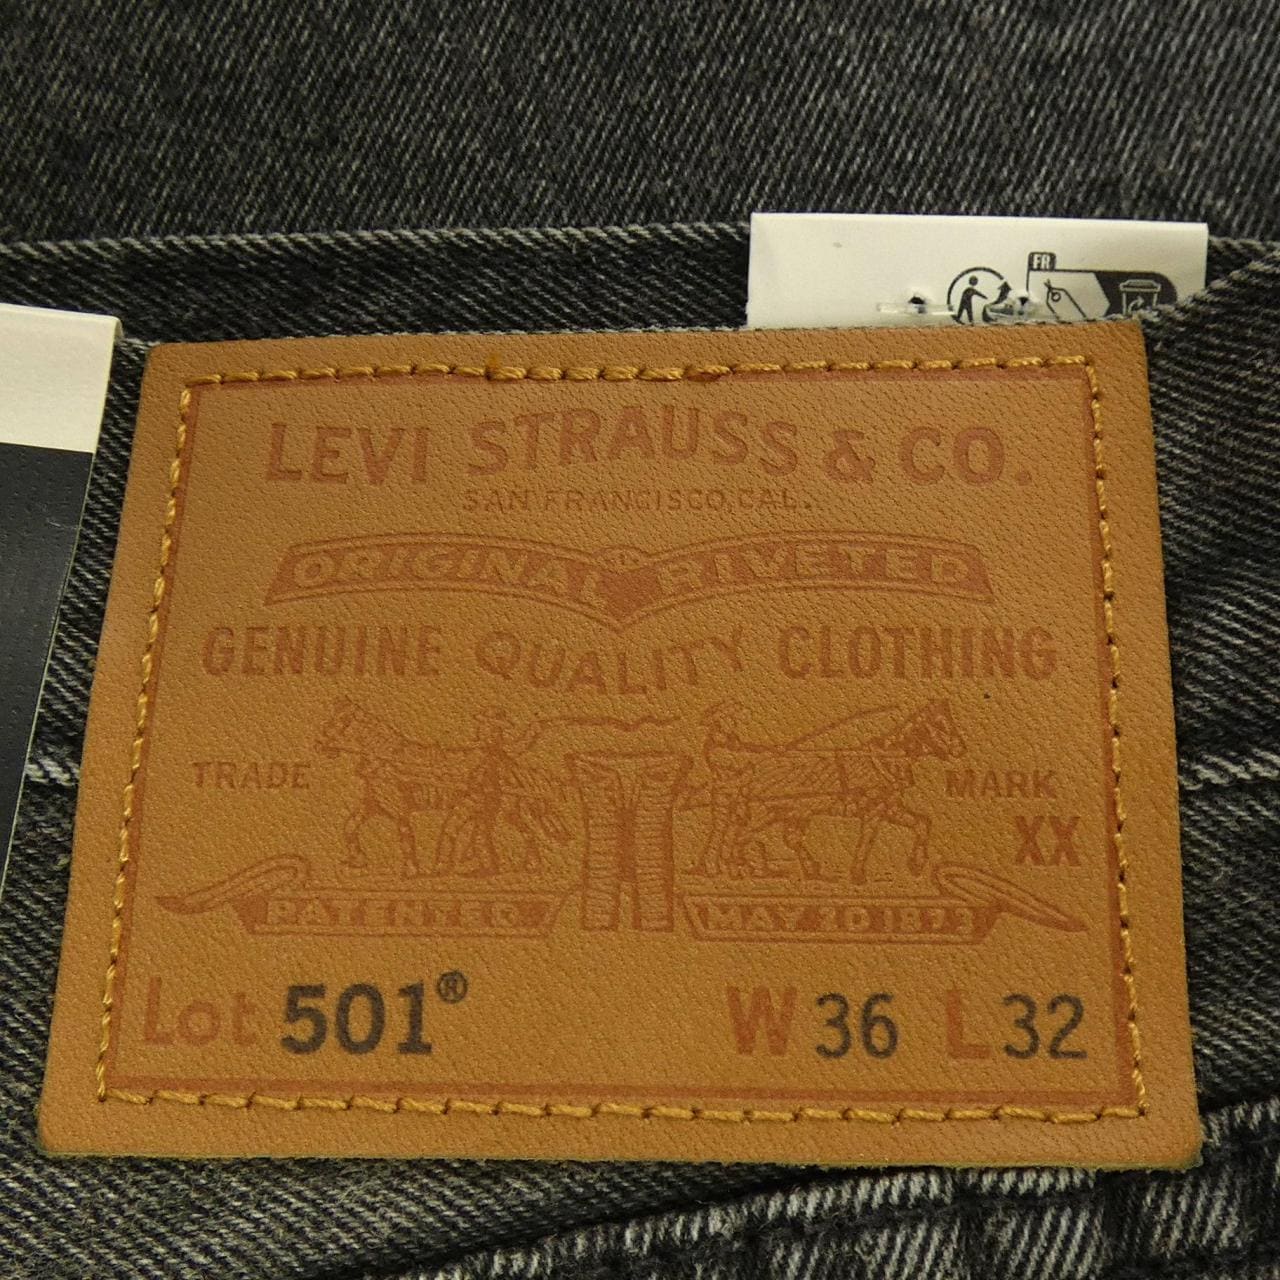 FR
LEVI STRAUSS & CO.
SAN FRANCISCO, CAL.
ORIGINAL RIVETED
GENUINE QUALITY CLOTHING
TRADE MARK
XX
PATENTED MAY 20 1873
Lot 501® W 36 L 32